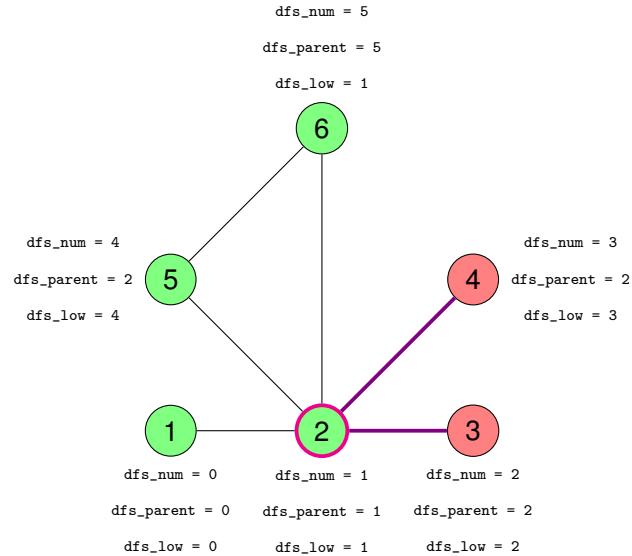 dfs_num = 5
dfs_parent = 5
dfs_low = 1
6
dfs_num = 4
dfs_parent = 2
dfs_low = 4
5
4
dfs_num = 3
dfs_parent = 2
dfs_low = 3
1
2
3
dfs_num = 0
dfs_parent = 0
dfs_low = 0
dfs_num = 1
dfs_parent = 1
dfs_low = 1
dfs_num = 2
dfs_parent = 2
dfs_low = 2